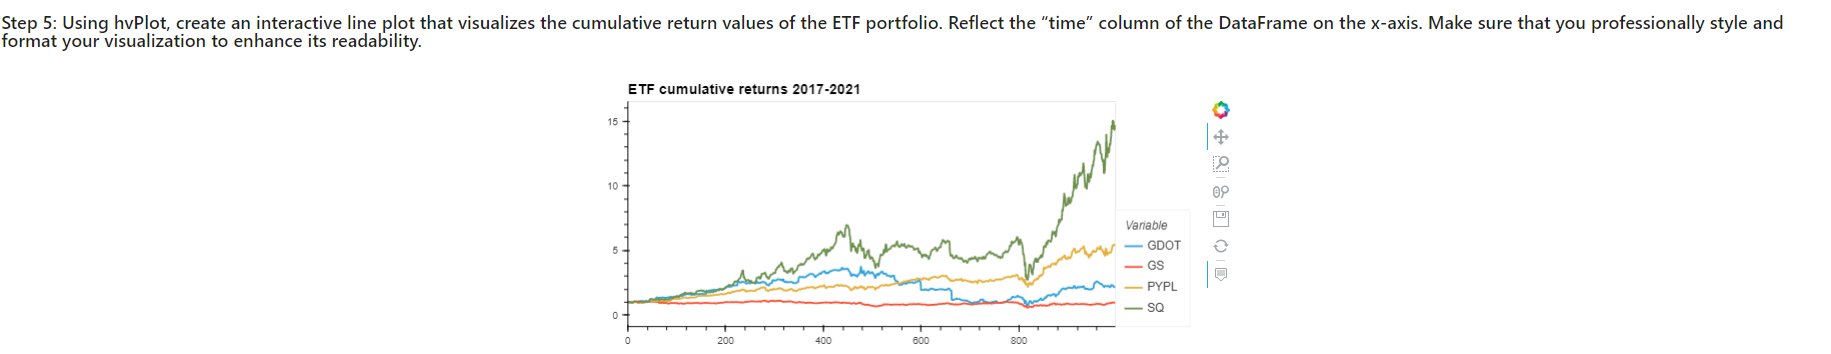 Step 5: Using hvPlot, create an interactive line plot that visualizes the cumulative return values of the ETF portfolio. Reflect the “time” column of the DataFrame on the x-axis. Make sure that you professionally style and
format your visualization to enhance its readability.
ETF cumulative returns 2017-2021
15
10
5
0
0 200 400 600 800
Variable
GDOT
GS
PYPL
SQ